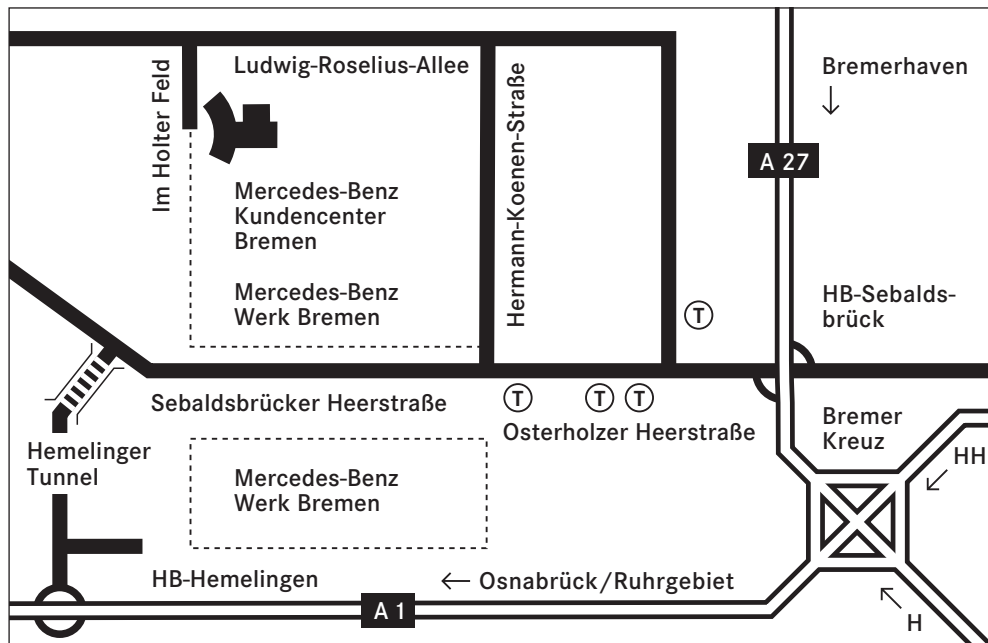 Ludwig-Roselius-Allee
Bremerhaven
↓
Im Holter Feld
Hermann-Koenen-Straße
A 27
Mercedes-Benz
Kundencenter
Bremen
Mercedes-Benz
Werk Bremen
HB-Sebalds-
brück
T
Sebaldsbrücker Heerstraße
T
T
T
Osterholzer Heerstraße
Bremer
Kreuz
Hemelinger
Tunnel
Mercedes-Benz
Werk Bremen
HH
↙
HB-Hemelingen
← Osnabrück/Ruhrgebiet
A 1
↖
H